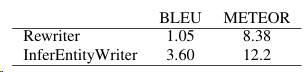 BLEU METEOR
Rewriter 1.05 8.38
InferEntityWriter 3.60 12.2